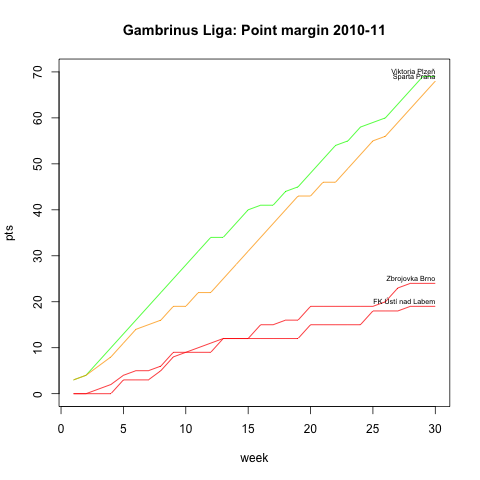 Gambrinus Liga: Point margin 2010-11
pts
70
60
50
40
30
20
10
0
Viktoria Plzeň
Sparta Praha
Zbrojovka Brno
FK Ústí nad Labem
0 5 10 15 20 25 30
week